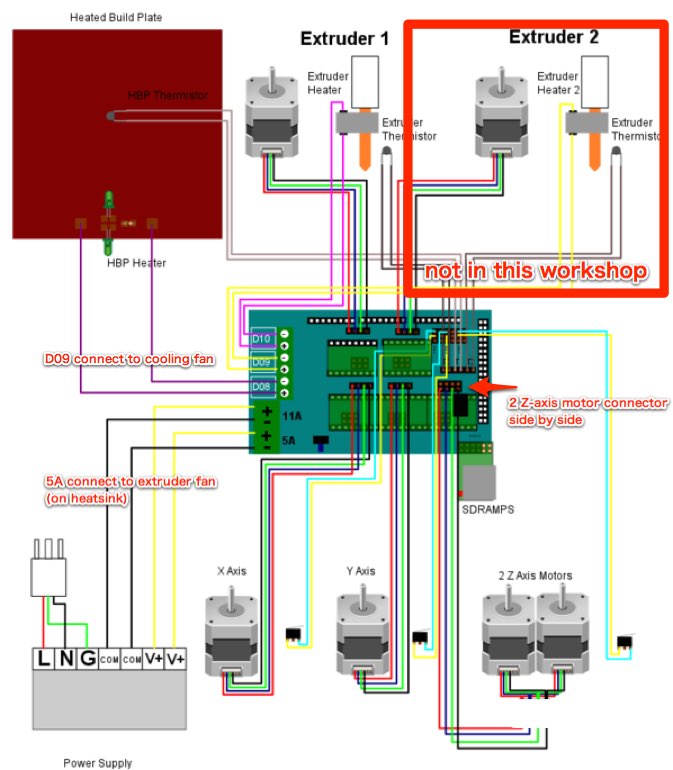 Heated Build Plate
Extruder 1
Extruder 2
Extruder
Heater
Extruder
Heater 2
HBP Thermistor
Extruder
Thermistor
Extruder
Thermistor
HBP Heater
not in this workshop
D10
D09 connect to cooling fan
D09
D08
2 Z-axis motor connector
side by side
+
-
11A
+
-
5A
5A connect to extruder fan
(on heatsink)
SDRAMPS
X Axis
Y Axis
2 Z Axis Motors
L N G COM COM V+ V+
Power Supply